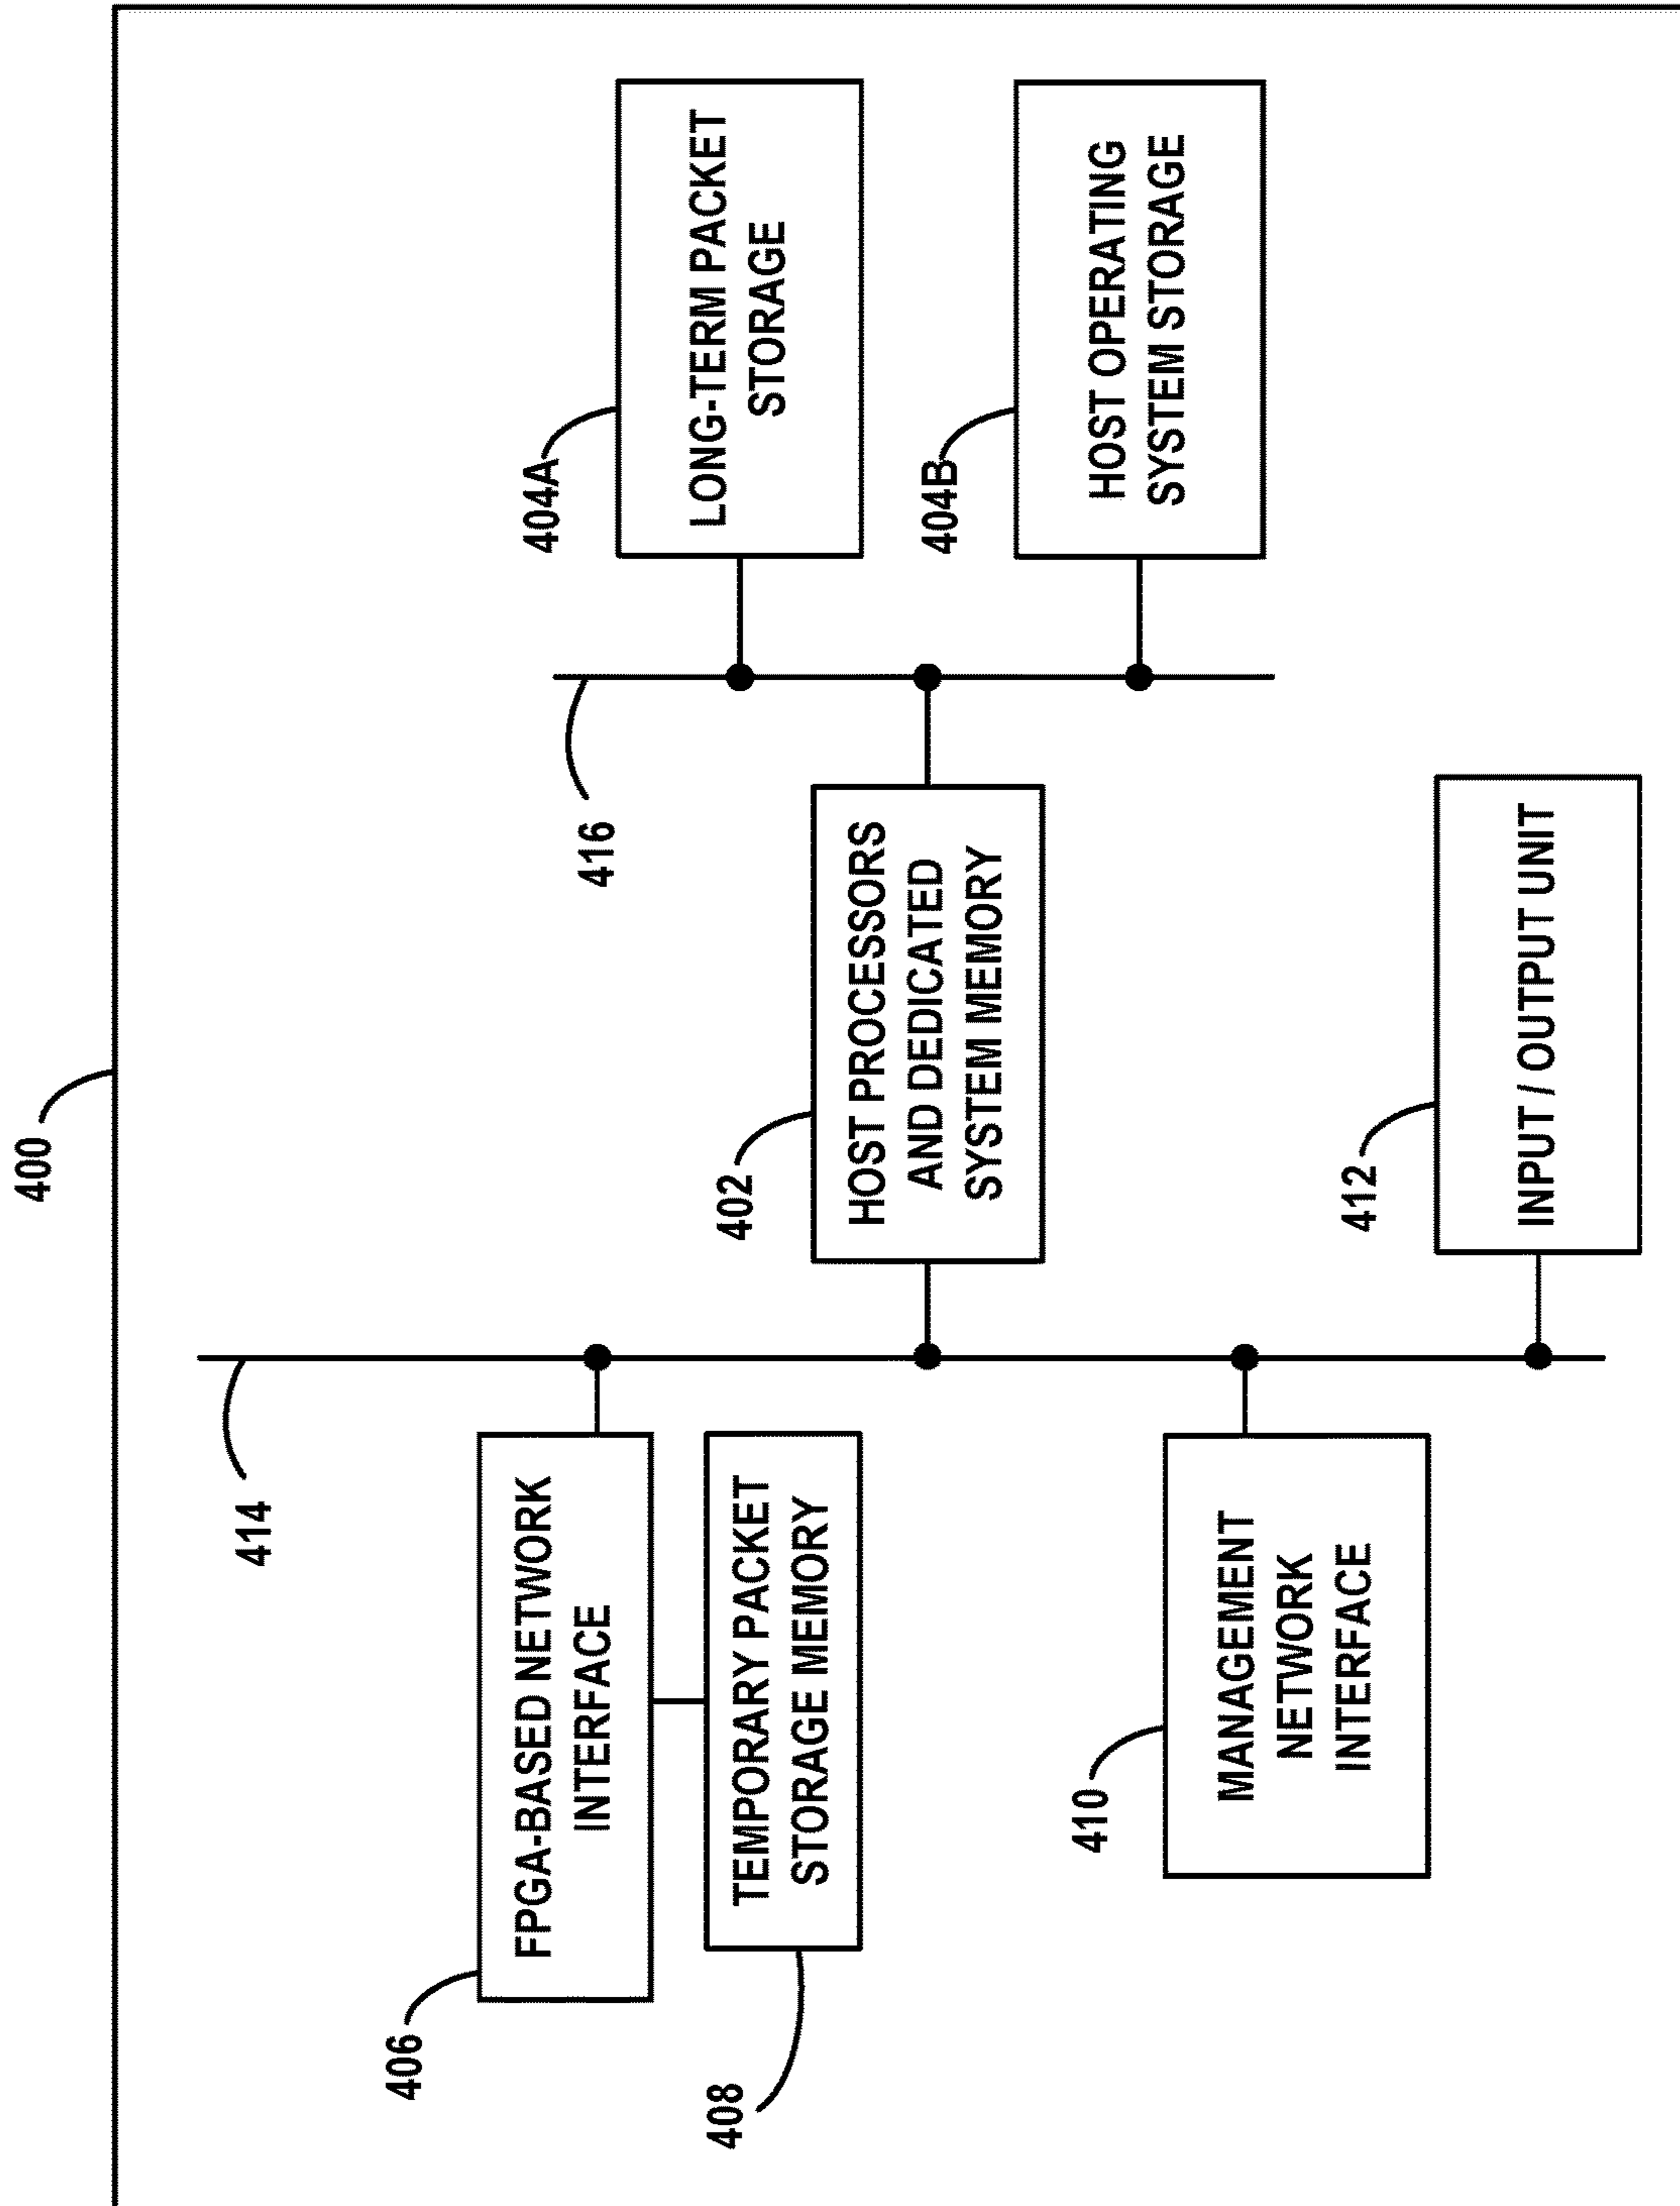 400
414
406
FPGA-BASED NETWORK
INTERFACE
408
TEMPORARY PACKET
STORAGE MEMORY
410
MANAGEMENT
NETWORK
INTERFACE
402
HOST PROCESSORS
AND DEDICATED
SYSTEM MEMORY
412
INPUT / OUTPUT UNIT
416
404A
LONG-TERM PACKET
STORAGE
404B
HOST OPERATING
SYSTEM STORAGE